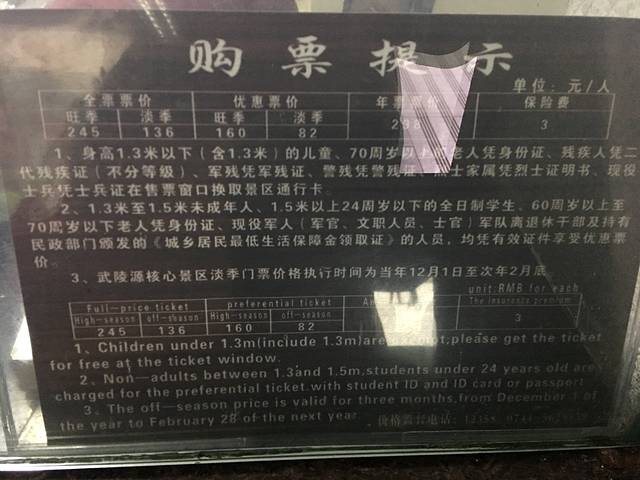 购票提示
单位：元/人
全票票价 优惠票价 年票票价 保险费
旺季 淡季 旺季 淡季
245 136 160 82 298 3
1、身高1.3米以下（含1.3米）的儿童、70周岁以上老人凭身份证、残疾人凭二
代残疾证（不分等级）、军残凭军残证、警残凭警残证、烈士家属凭烈士证明书、现役
士兵凭士兵证在售票窗口换取景区通行卡。
2、1.3米至1.5米未成年人、1.5米以上24周岁以下的全日制学生、60周岁以上至
70周岁以下老人凭身份证、现役军人（军官、文职人员、士官）军队离退休干部及持有
民政部门颁发的《城乡居民最低生活保障金领取证》的人员，均凭有效证件享受优惠票
价。
3、武陵源核心景区淡季门票价格执行时间为当年12月1日至次年2月底
unit:RMB for each
Full-price ticket preferential ticket The insurance premium
High-season off-season High-season off-season
245 136 160 82 3
1、Children under 1.3m(include 1.3m)are exempt;please get the ticket
for free at the ticket window.
2、Non—adults between 1.3and 1.5m.students under 24 years old are
charged for the preferential ticket.with student ID and ID card or passport
3、The off-season price is valid for three months,from December 1 of
the year to February 28 of the next year. 价格监督电话：12358